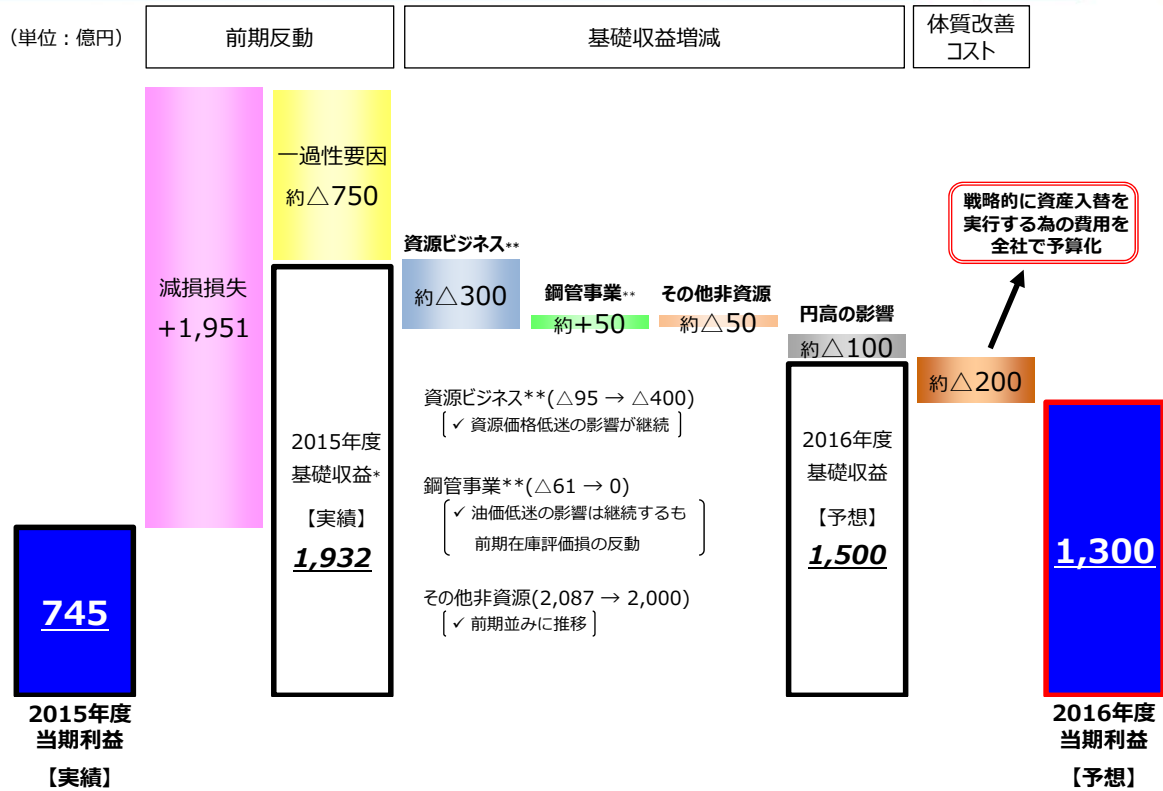 （単位：億円）
前期反動
基礎収益増減
体質改善
コスト
減損損失
+1,951
一過性要因
約△750
資源ビジネス**
約△300
鋼管事業**
約+50
その他非資源
約△50
円高の影響
約△100
約△200
戦略的に資産入替を
実行する為の費用を
全社で予算化
資源ビジネス**(△95 → △400)
✓ 資源価格低迷の影響が継続
鋼管事業**(△61 → 0)
✓ 油価低迷の影響は継続するも
前期在庫評価損の反動
その他非資源(2,087 → 2,000)
✓ 前期並みに推移
2015年度
基礎収益*
【実績】
1,932
2016年度
基礎収益
【予想】
1,500
745
2015年度
当期利益
【実績】
1,300
2016年度
当期利益
【予想】